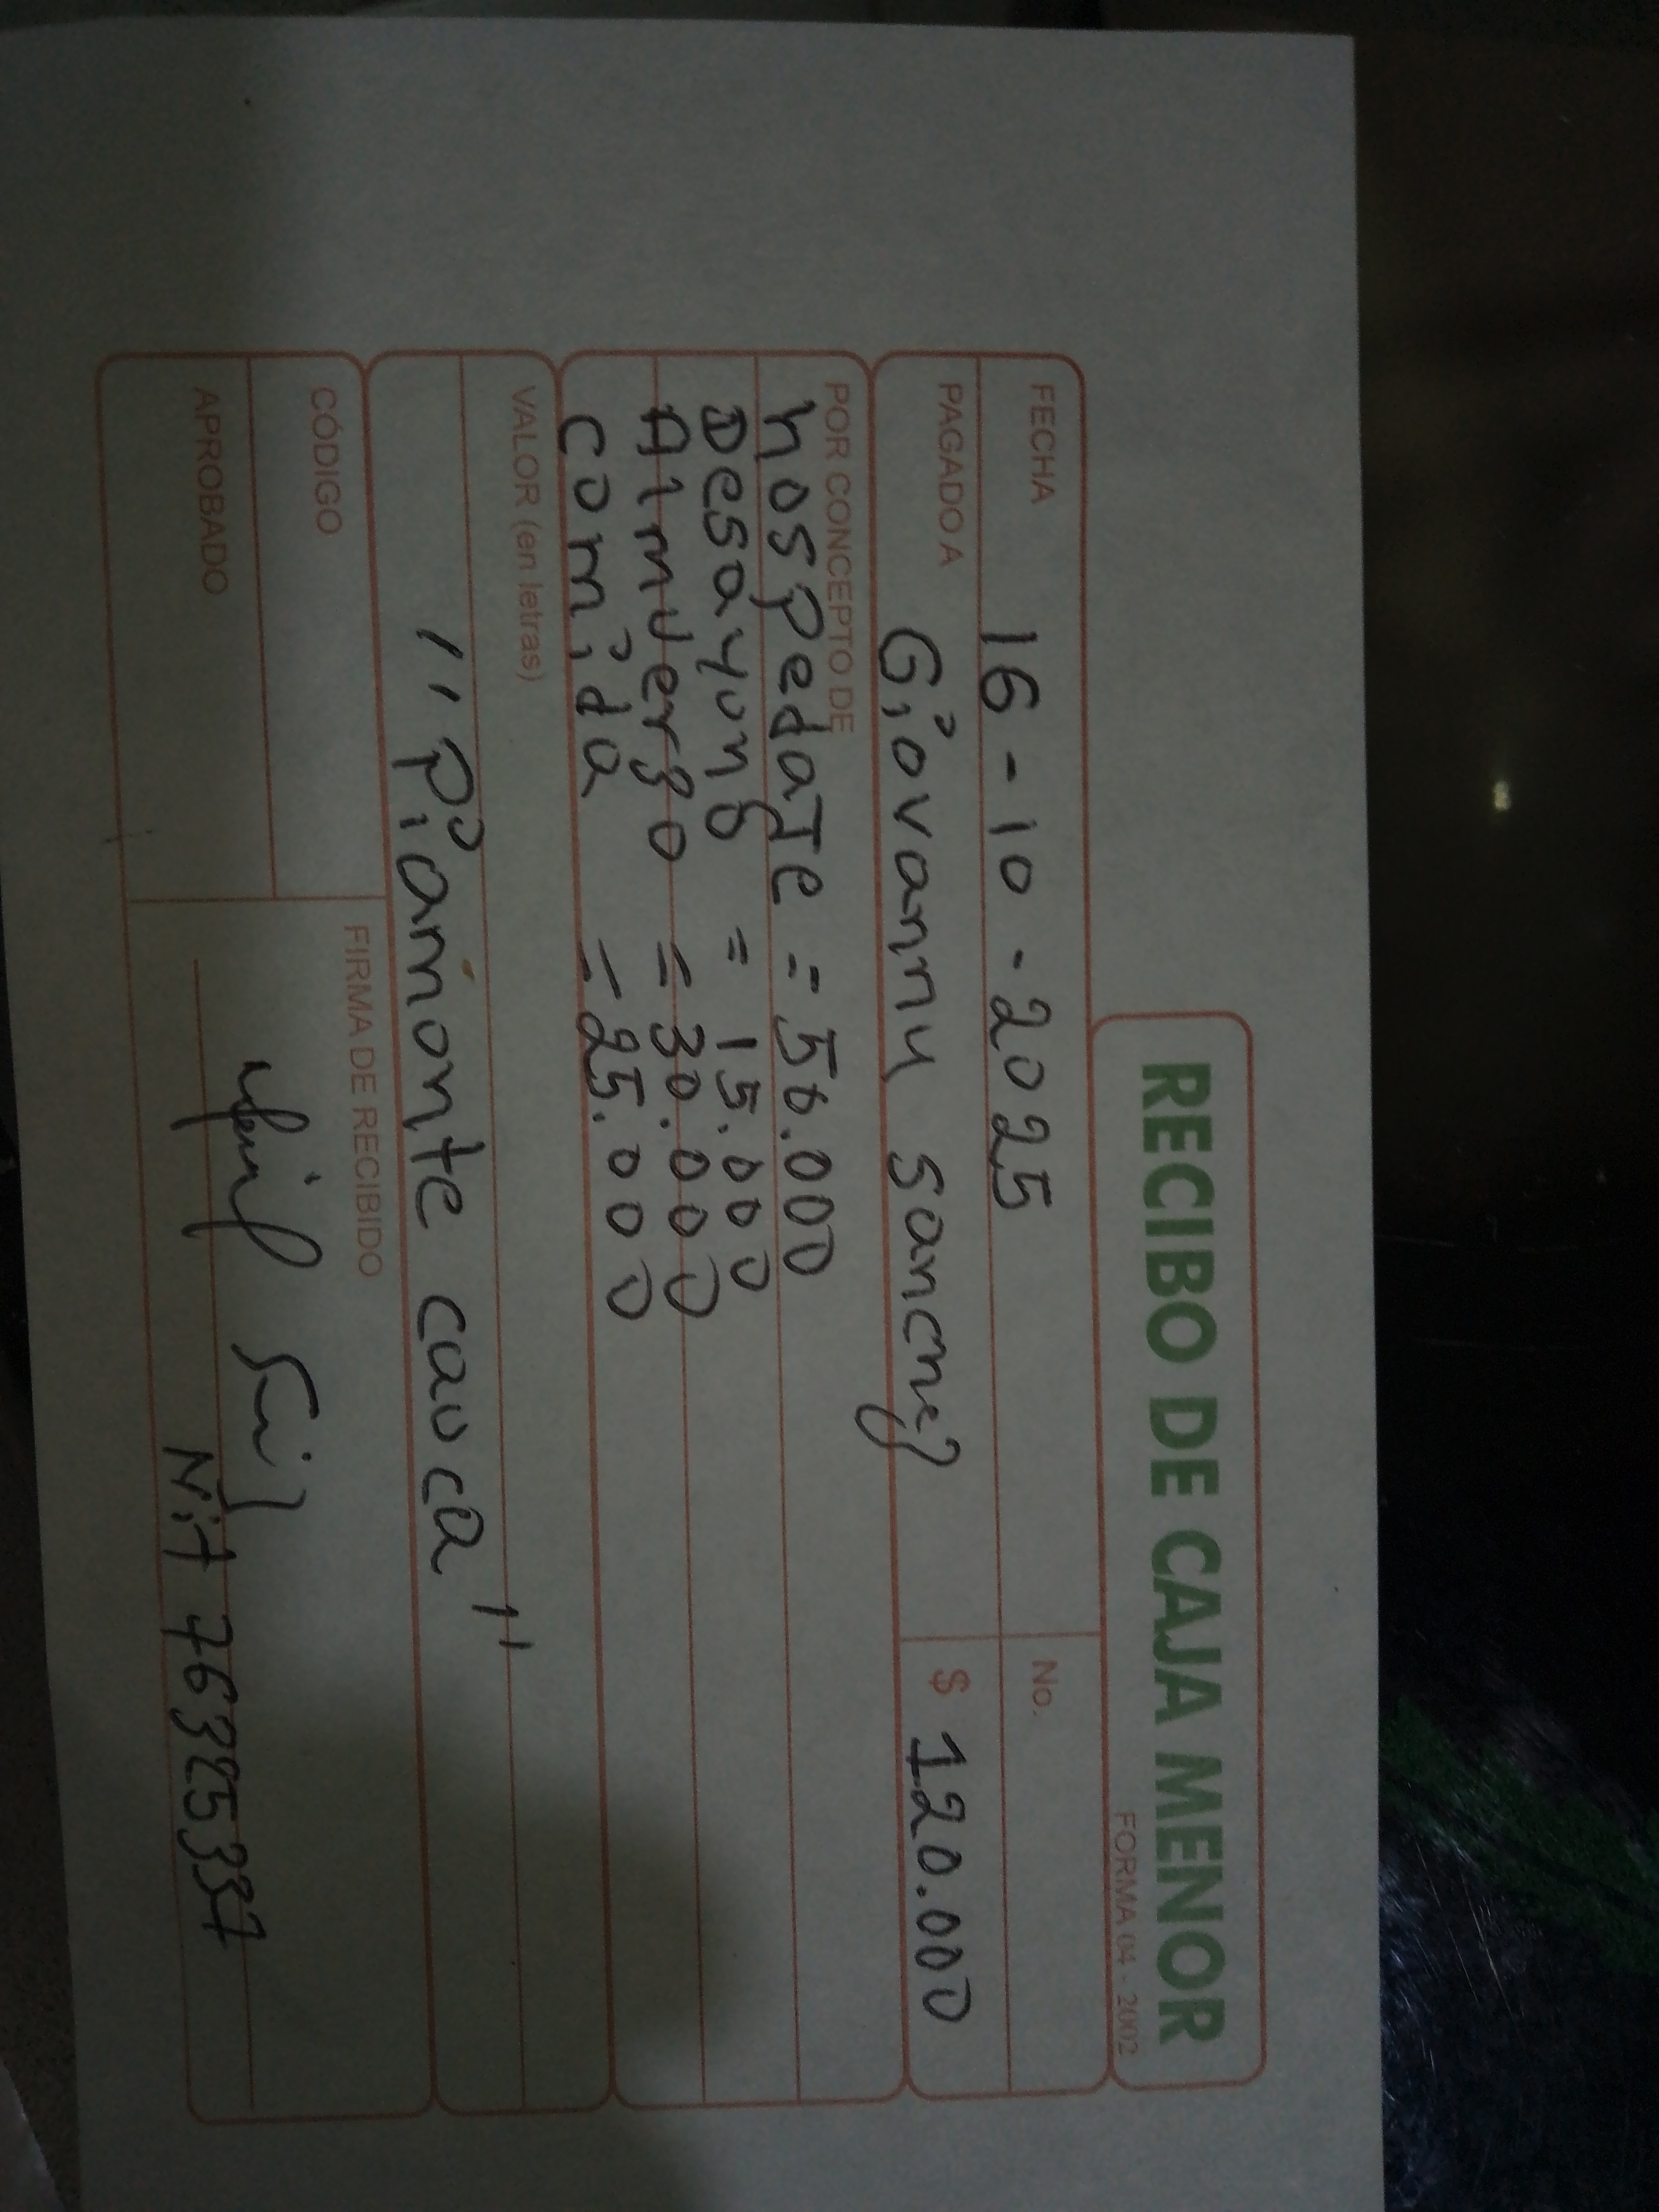 RECIBO DE CAJA MENOR
FORMA 04 - 2002
FECHA 16-10-2025 No.
PAGADO A Giovanny Sanchez $ 120.000
POR CONCEPTO DE
hospedaje = 50.000
Desayuno = 15.000
Almuerzo = 30.000
comida = 25.000
VALOR (en letras)
"Piamonte cauca"
CÓDIGO
FIRMA DE RECIBIDO
APROBADO
Nit 76325337